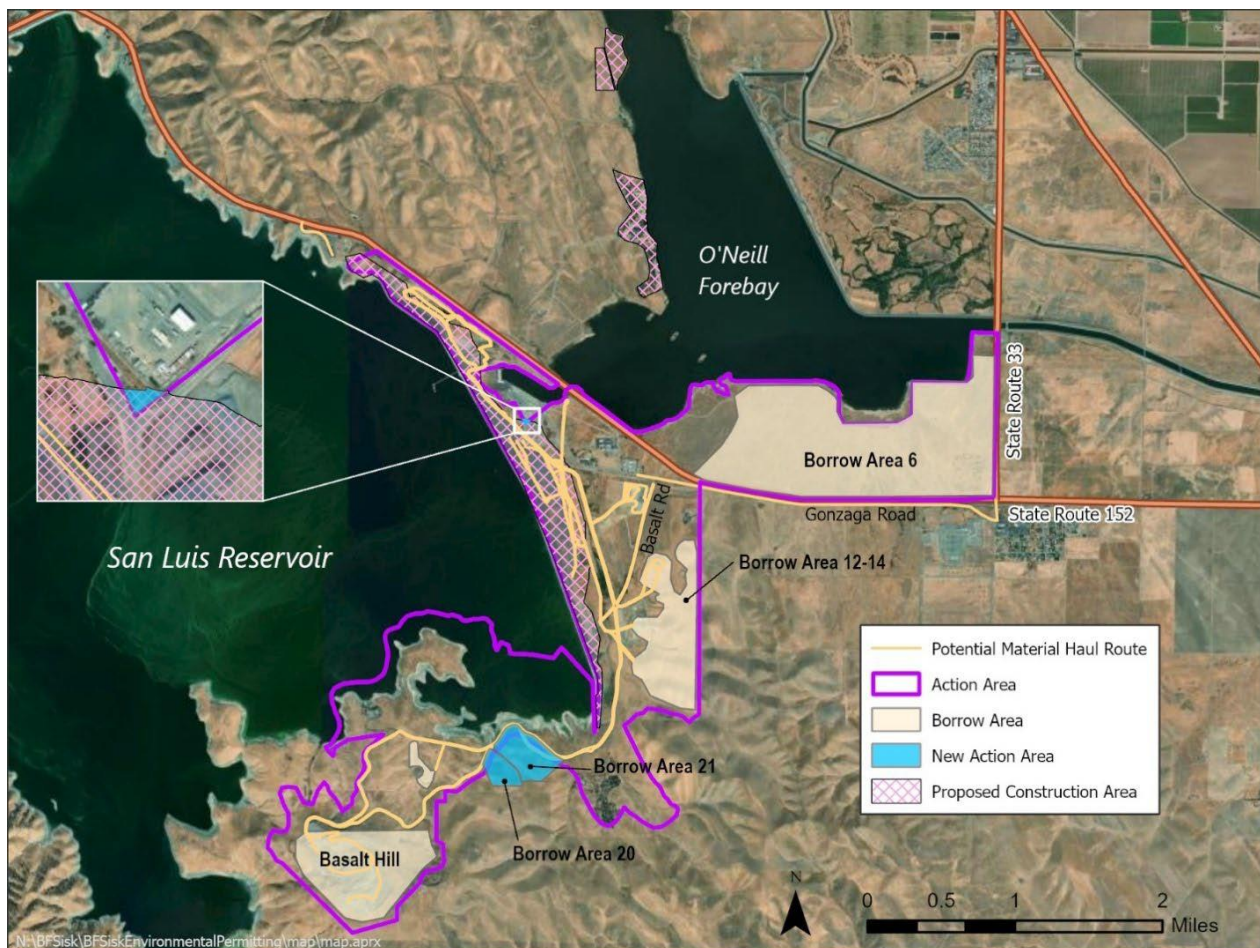 O'Neill
Forebay
State Route 33
Borrow Area 6
Gonzaga Road
State Route 152
Basalt Rd
San Luis Reservoir
Borrow Area 12-14
Potential Material Haul Route
Action Area
Borrow Area
New Action Area
Proposed Construction Area
Borrow Area 21
Borrow Area 20
Basalt Hill
N
0 0.5 1 2
Miles
N:\BFSisk\BFSiskEnvironmentalPermitting\map\map.aprx